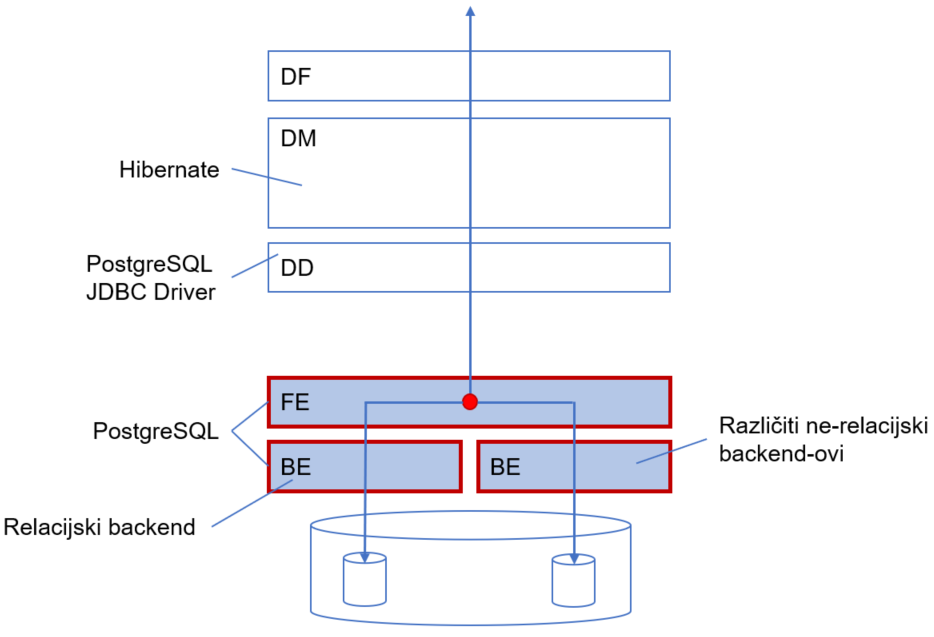 DF
DM
Hibernate
PostgreSQL
JDBC Driver
DD
FE
PostgreSQL
Različiti ne-relacijski
backend-ovi
BE
BE
Relacijski backend